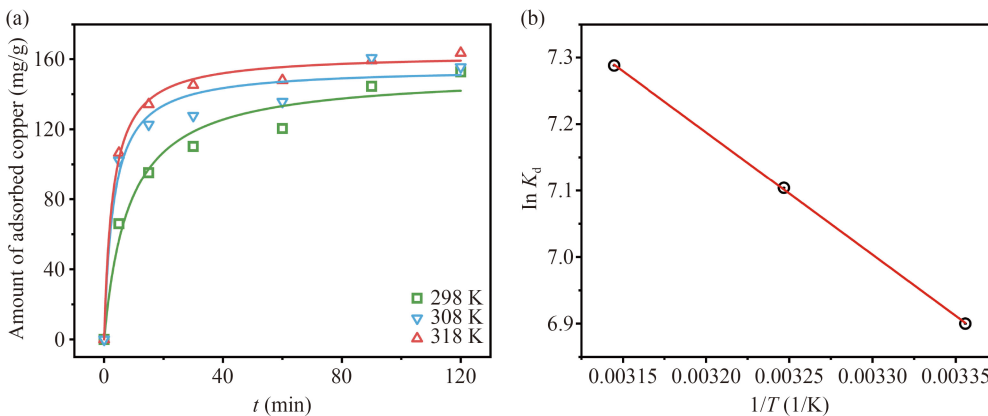 (a)
Amount of adsorbed copper (mg/g)
160
120
80
40
0
0
40
80
120
t (min)
298 K
308 K
318 K
(b)
ln K_d
7.3
7.2
7.1
7.0
6.9
0.00315
0.00320
0.00325
0.00330
0.00335
1/T (1/K)